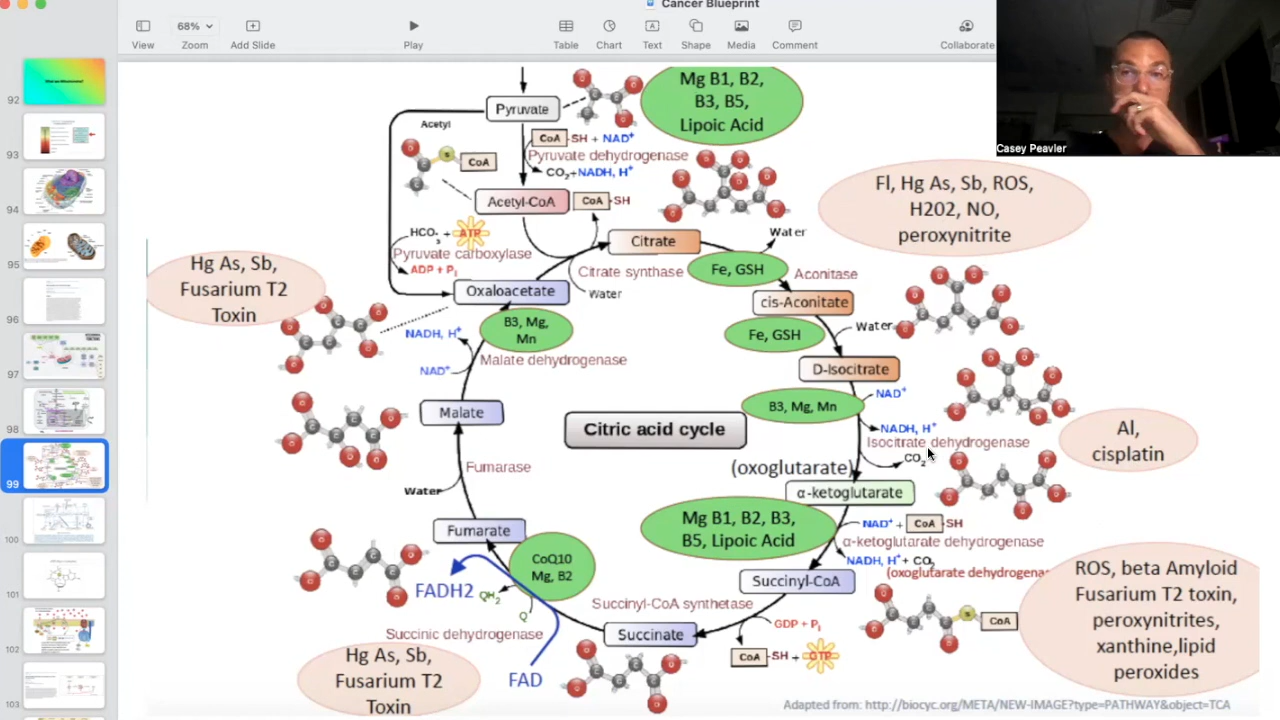 Cancer Blueprint
68%
View
Zoom
Add Slide
Play
Table
Chart
Text
Shape
Media
Comment
Collaborate
Casey Peavler
92
93
94
95
96
97
98
99
100
101
102
103
Pyruvate
Mg B1, B2,
B3, B5,
Lipoic Acid
Acetyl
S
CoA
CoA -SH + NAD+
Pyruvate dehydrogenase
CO2+NADH, H+
Acetyl-CoA
CoA -SH
HCO3- + ATP
Pyruvate carboxylase
ADP + Pi
Citrate
Water
Citrate synthase
Water
Fe, GSH
Aconitase
Fl, Hg As, Sb, ROS,
H202, NO,
peroxynitrite
Hg As, Sb,
Fusarium T2
Toxin
Oxaloacetate
cis-Aconitate
B3, Mg,
Mn
Fe, GSH
Water
NADH, H+
Malate dehydrogenase
NAD+
D-Isocitrate
NAD+
B3, Mg, Mn
Malate
Citric acid cycle
NADH, H+
Isocitrate dehydrogenase
CO2
Al,
cisplatin
(oxoglutarate)
α-ketoglutarate
Fumarase
Water
Mg B1, B2, B3,
B5, Lipoic Acid
NAD+ + CoA -SH
α-ketoglutarate dehydrogenase
NADH, H+ + CO2
(oxoglutarate dehydrogena
Fumarate
CoQ10
Mg, B2
FADH2
QH2
Q
Succinyl-CoA
Succinyl-CoA synthetase
GDP + Pi
CoA -SH + GTP
S
CoA
ROS, beta Amyloid
Fusarium T2 toxin,
peroxynitrites,
xanthine,lipid
peroxides
Succinic dehydrogenase
Succinate
Hg As, Sb,
Fusarium T2
Toxin
FAD
Adapted from: http://biocyc.org/META/NEW-IMAGE?type=PATHWAY&object=TCA